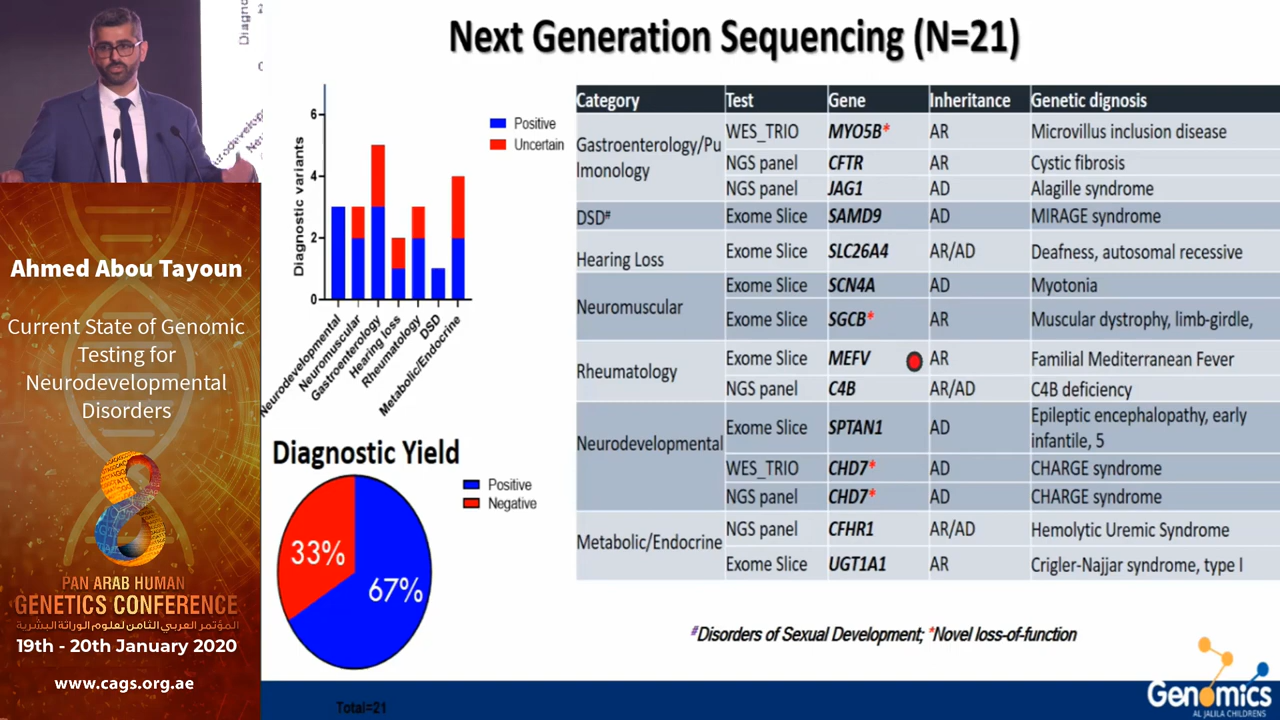 Next Generation Sequencing (N=21)
6
4
2
0
Diagnostic variants
Positive
Uncertain
Neurodevelopmental
Neuromuscular
Gastroenterology
Hearing loss
Rheumatology
DSD
Metabolic/Endocrine
Diagnostic Yield
Positive
Negative
33%
67%
Total=21
Category Test Gene Inheritance Genetic dignosis
Gastroenterology/Pu
lmonology
WES_TRIO MYO5B* AR Microvillus inclusion disease
NGS panel CFTR AR Cystic fibrosis
NGS panel JAG1 AD Alagille syndrome
DSD# Exome Slice SAMD9 AD MIRAGE syndrome
Hearing Loss Exome Slice SLC26A4 AR/AD Deafness, autosomal recessive
Neuromuscular
Exome Slice SCN4A AD Myotonia
Exome Slice SGCB* AR Muscular dystrophy, limb-girdle,
Rheumatology
Exome Slice MEFV AR Familial Mediterranean Fever
NGS panel C4B AR/AD C4B deficiency
Neurodevelopmental
Exome Slice SPTAN1 AD Epileptic encephalopathy, early
infantile, 5
WES_TRIO CHD7* AD CHARGE syndrome
NGS panel CHD7* AD CHARGE syndrome
Metabolic/Endocrine
NGS panel CFHR1 AR/AD Hemolytic Uremic Syndrome
Exome Slice UGT1A1 AR Crigler-Najjar syndrome, type I
#Disorders of Sexual Development; *Novel loss-of-function
Genomics
AL JALILA CHILDRENS
Ahmed Abou Tayoun
Current State of Genomic
Testing for
Neurodevelopmental
Disorders
PAN ARAB HUMAN
GENETICS CONFERENCE
المؤتمر العربي الثامن لعلوم الوراثة البشرية
19th - 20th January 2020
www.cags.org.ae